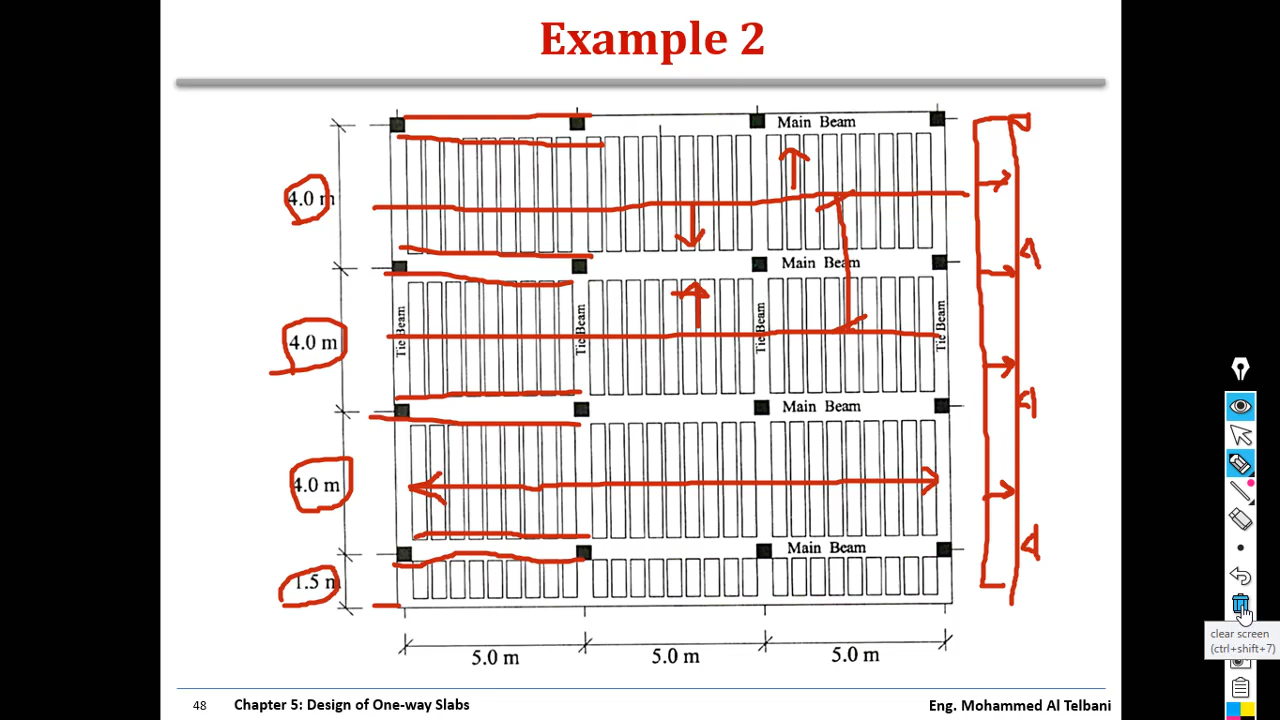 Example 2
Main Beam
4.0 m
Main Beam
Tie Beam
Tie Beam
Tie Beam
Tie Beam
4.0 m
Main Beam
4.0 m
Main Beam
1.5 m
5.0 m
5.0 m
5.0 m
clear screen
(ctrl+shift+7)
48
Chapter 5: Design of One-way Slabs
Eng. Mohammed Al Telbani